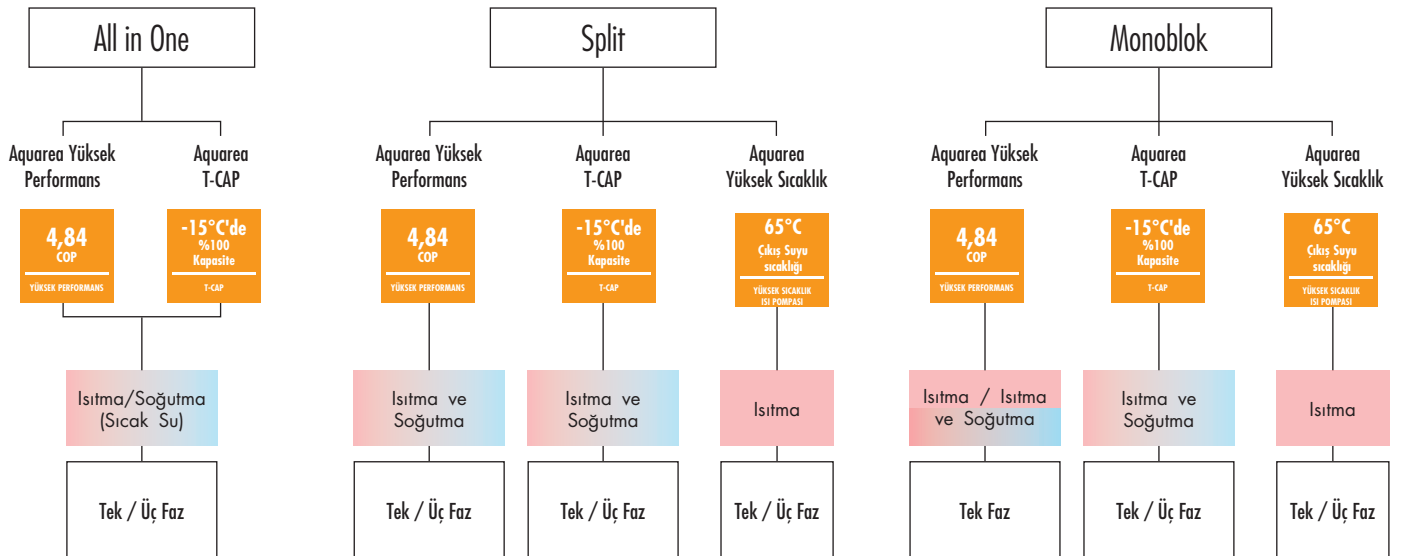 All in One
Aquarea Yüksek
Performans
Aquarea
T-CAP
4,84
COP
YÜKSEK PERFORMANS
-15°C'de
%100
Kapasite
T-CAP
Isıtma/Soğutma
(Sıcak Su)
Tek / Üç Faz
Split
Aquarea Yüksek
Performans
Aquarea
T-CAP
Aquarea
Yüksek Sıcaklık
4,84
COP
YÜKSEK PERFORMANS
-15°C'de
%100
Kapasite
T-CAP
65°C
Çıkış Suyu
sıcaklığı
YÜKSEK SICAKLIK
ISI POMPASI
Isıtma ve
Soğutma
Isıtma ve
Soğutma
Isıtma
Tek / Üç Faz
Tek / Üç Faz
Tek / Üç Faz
Monoblok
Aquarea Yüksek
Performans
Aquarea
T-CAP
Aquarea
Yüksek Sıcaklık
4,84
COP
YÜKSEK PERFORMANS
-15°C'de
%100
Kapasite
T-CAP
65°C
Çıkış Suyu
sıcaklığı
YÜKSEK SICAKLIK
ISI POMPASI
Isıtma / Isıtma
ve Soğutma
Isıtma ve
Soğutma
Isıtma
Tek Faz
Tek / Üç Faz
Tek / Üç Faz